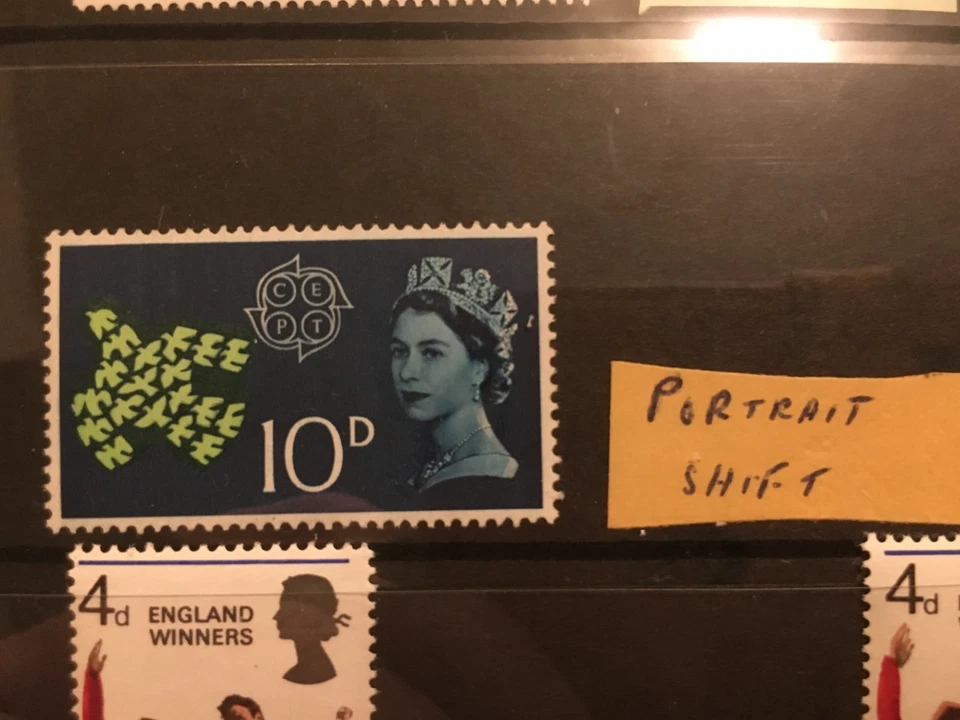 C E
P T
10D
PORTRAIT
SHIFT
4d ENGLAND
WINNERS
4d